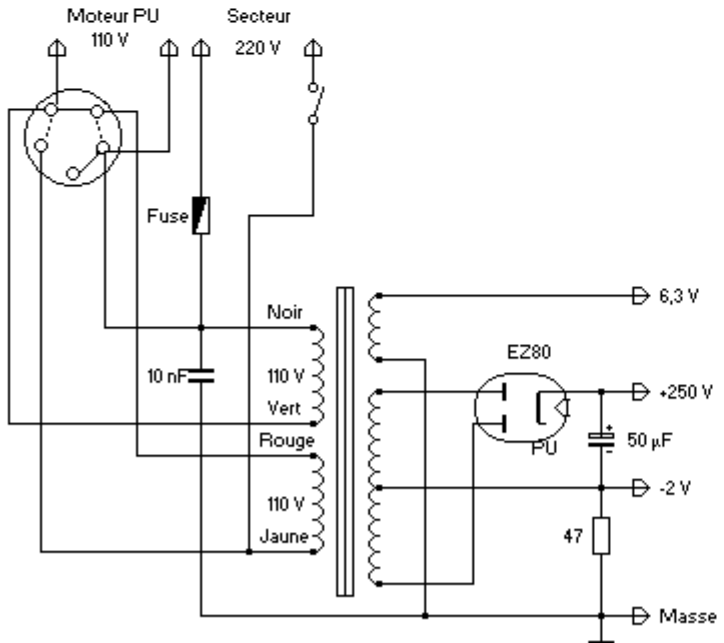 Moteur PU
110 V
Secteur
220 V
Fuse
Noir
10 nF
110 V
Vert
Rouge
110 V
Jaune
6,3 V
EZ80
+250 V
PU
50 µF
-2 V
47
Masse